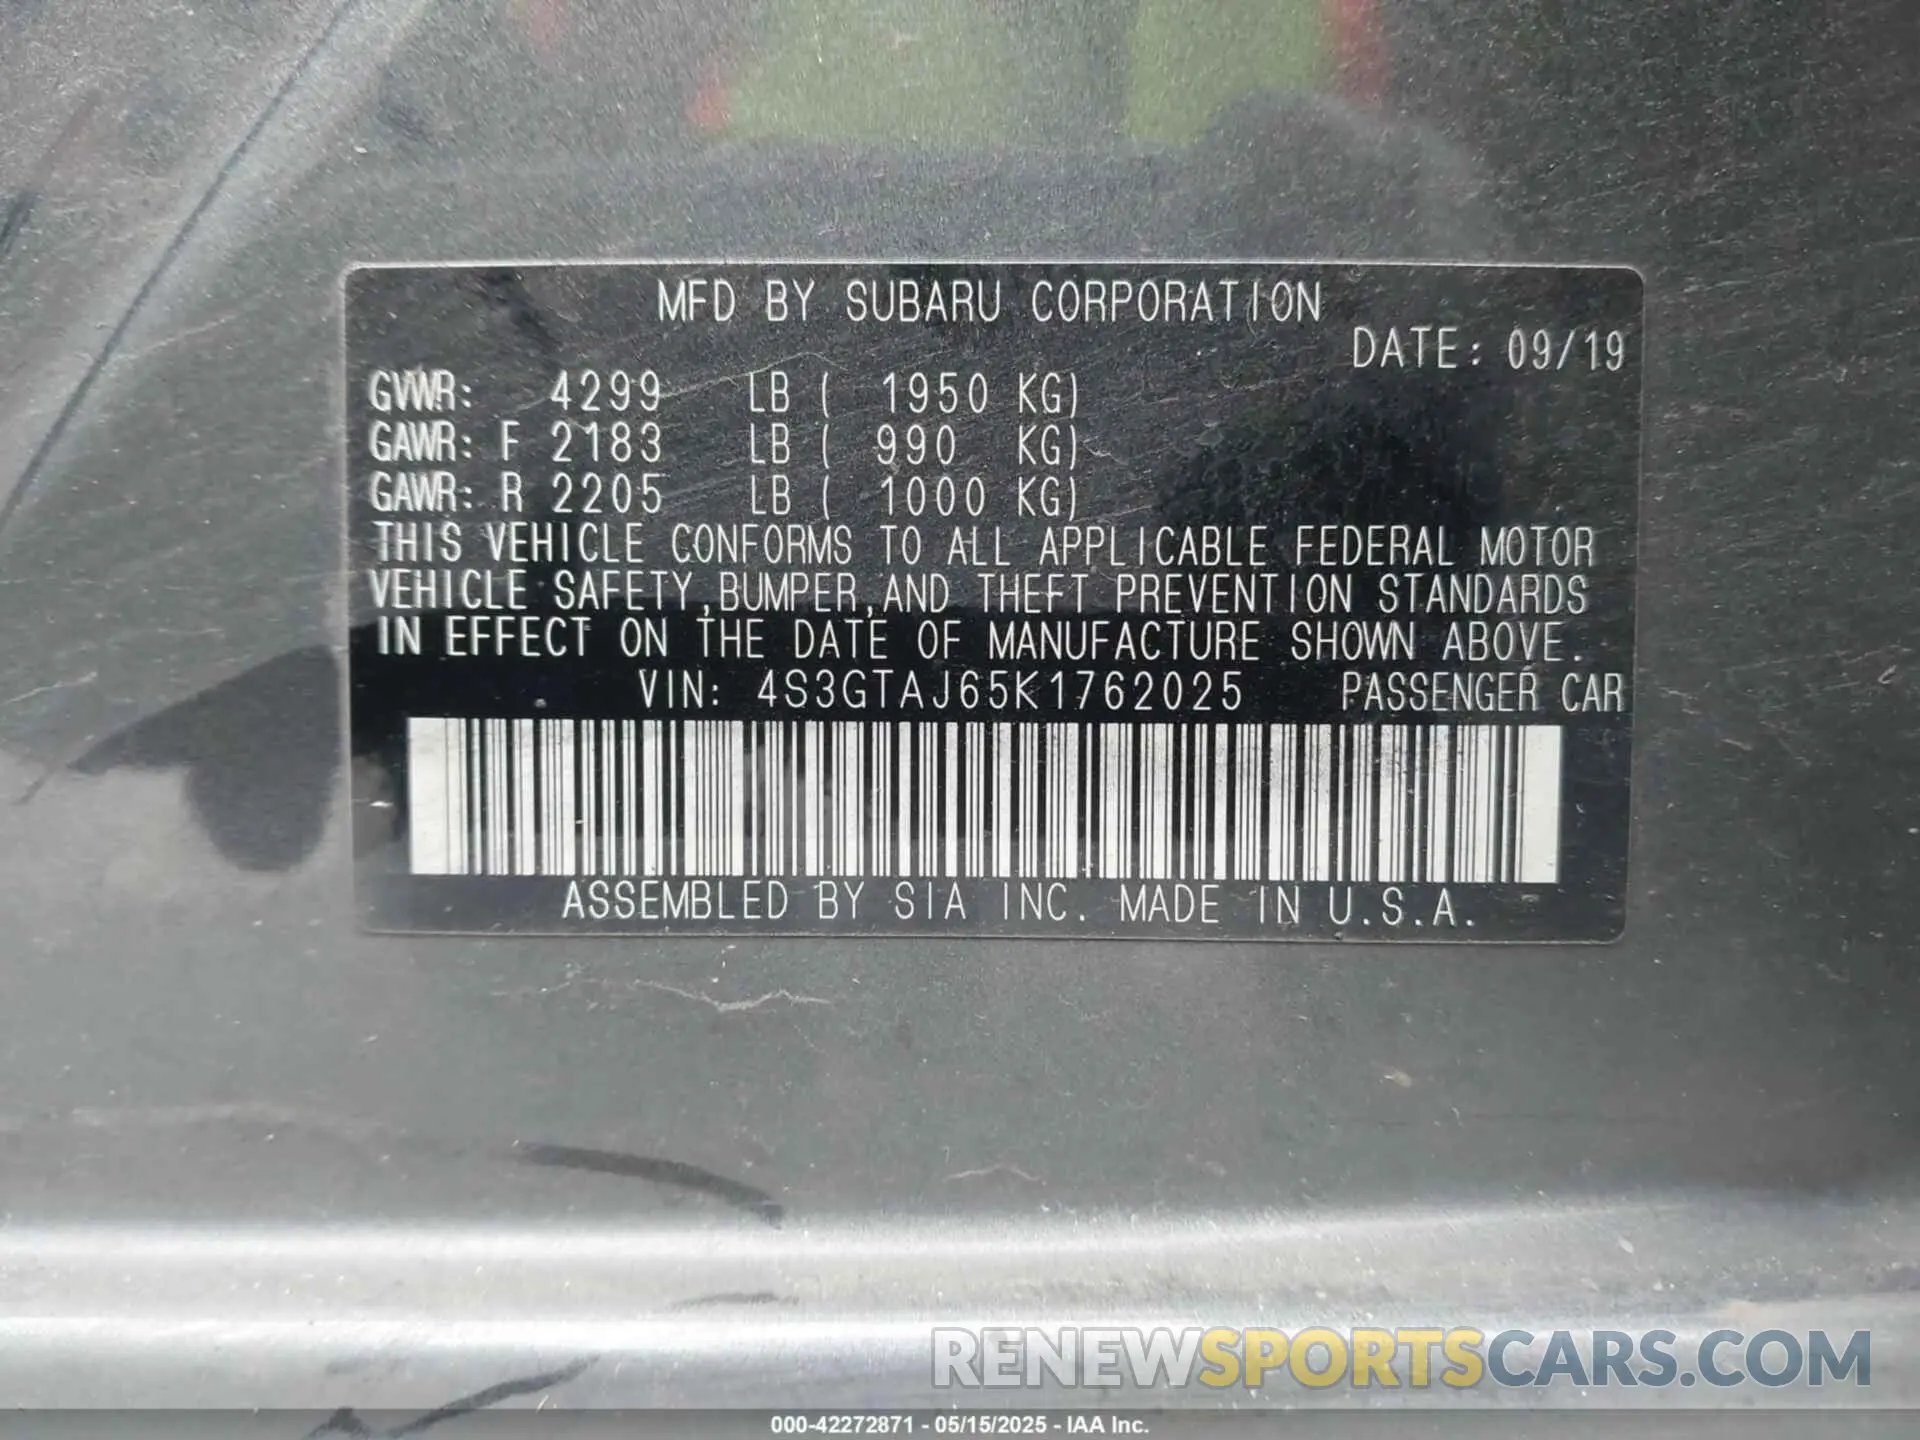 MFD BY SUBARU CORPORATION
DATE: 09/19
GVWR: 4299 LB ( 1950 KG)
GAWR: F 2183 LB ( 990 KG)
GAWR: R 2205 LB ( 1000 KG)
THIS VEHICLE CONFORMS TO ALL APPLICABLE FEDERAL MOTOR
VEHICLE SAFETY,BUMPER,AND THEFT PREVENTION STANDARDS
IN EFFECT ON THE DATE OF MANUFACTURE SHOWN ABOVE.
VIN: 4S3GTAJ65K1762025 PASSENGER CAR
ASSEMBLED BY SIA INC. MADE IN U.S.A.
RENEWSPORTSCARS.COM
000-42272871 - 05/15/2025 - IAA Inc.